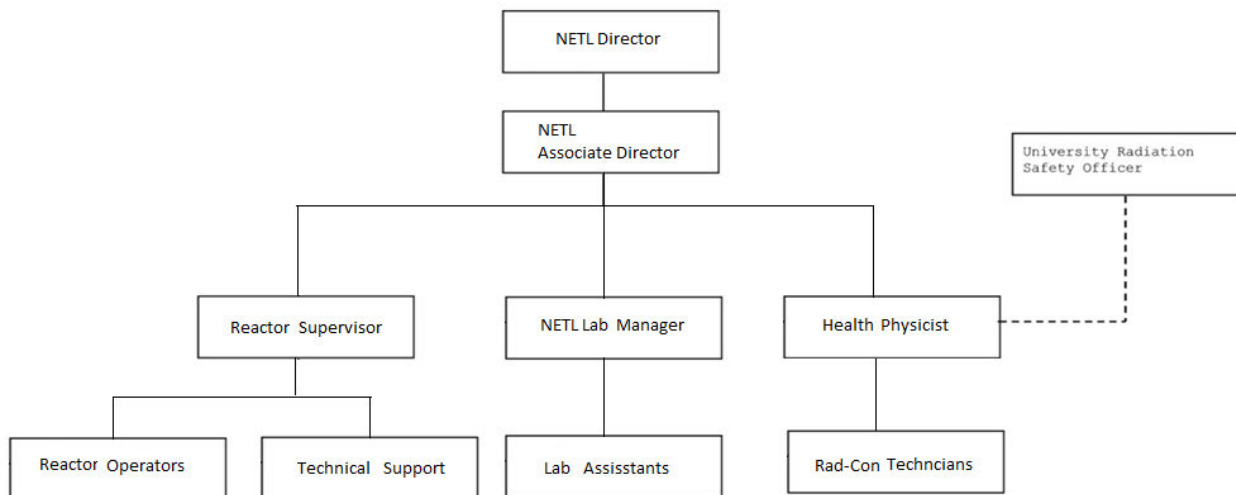 NETL Director
NETL
Associate Director
University Radiation
Safety Officer
Reactor Supervisor
NETL Lab Manager
Health Physicist
Reactor Operators
Technical Support
Lab Assisstants
Rad-Con Techncians